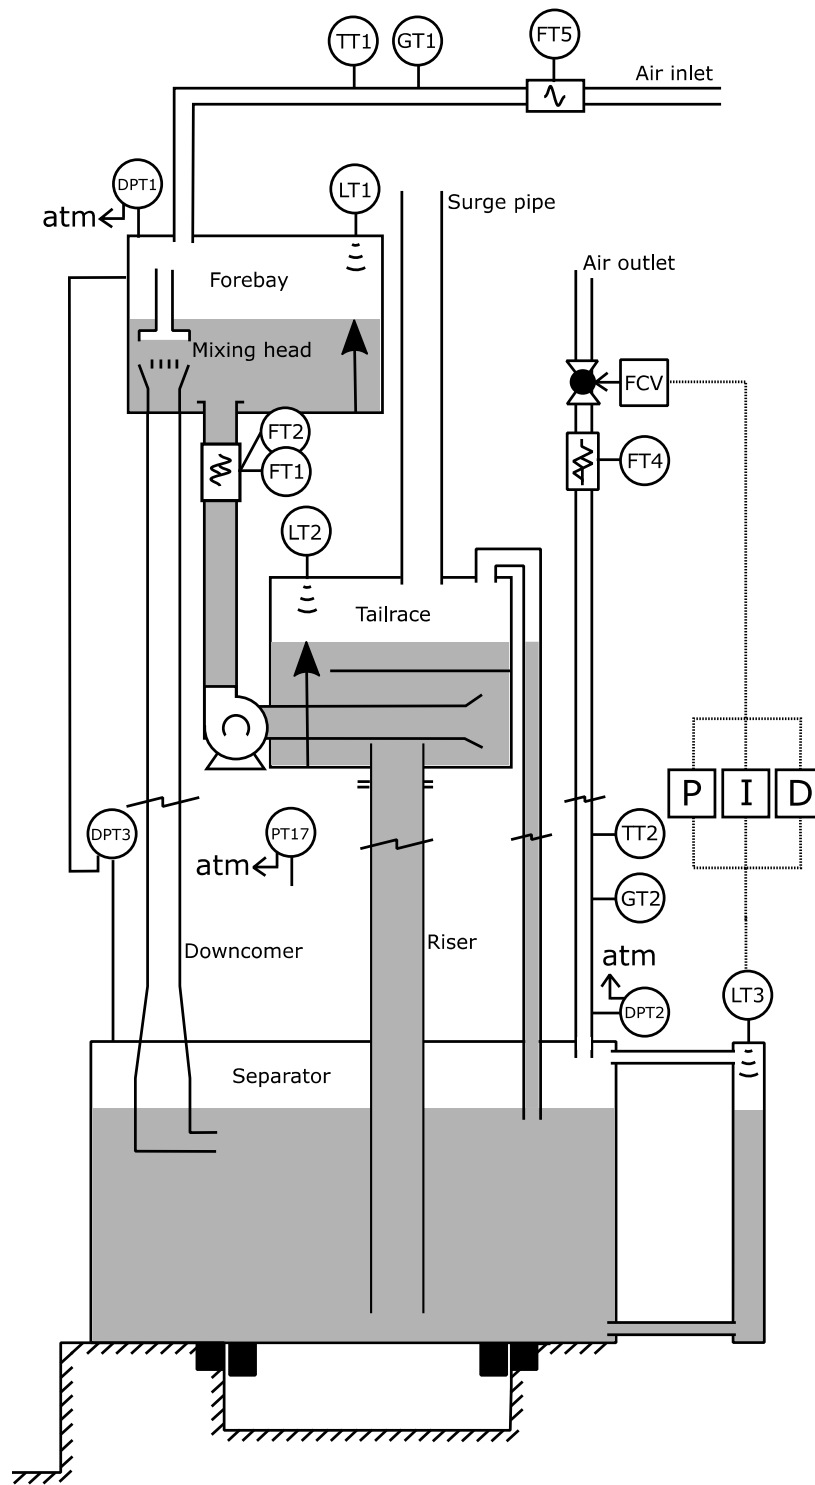 TT1
GT1
FT5
Air inlet
DPT1
LT1
atm
Surge pipe
Air outlet
Forebay
Mixing head
FCV
FT2
FT1
FT4
LT2
Tailrace
P
I
D
DPT3
PT17
TT2
atm
GT2
Downcomer
Riser
atm
LT3
DPT2
Separator